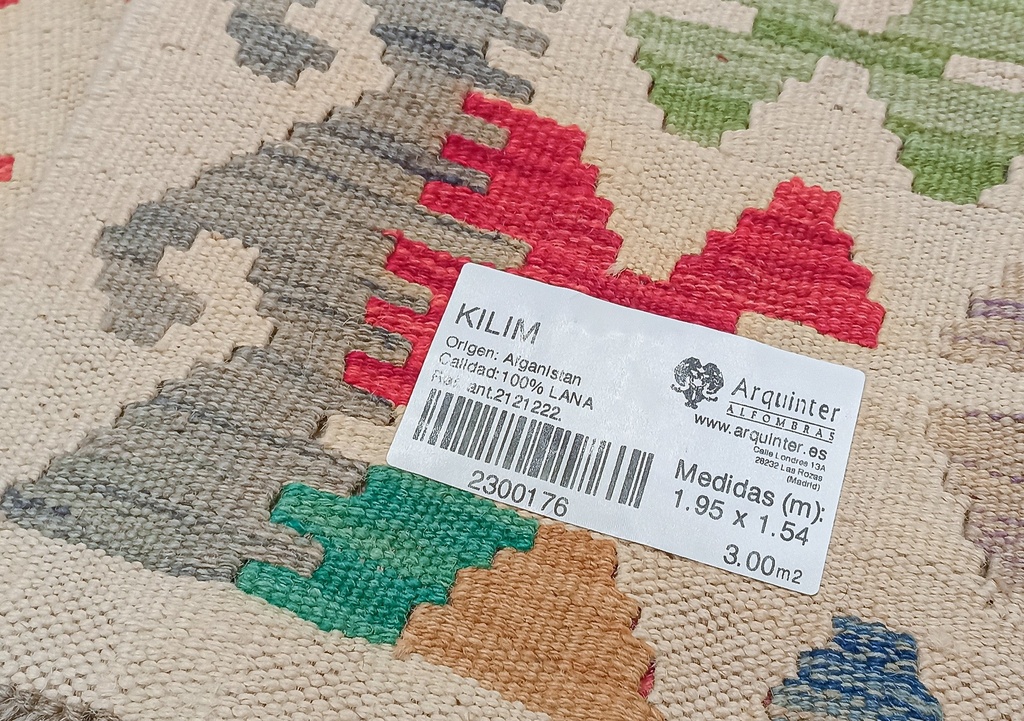 KILIM
Origen: Afganistan
Calidad:100% LANA
Ref. ant.2121222.
2300176
Arquinter
ALFOMBRAS
www.arquinter.es
Calle Londres 13A
28232 Las Rozas
(Madrid)
Medidas (m):
1.95 x 1.54
3.00m2